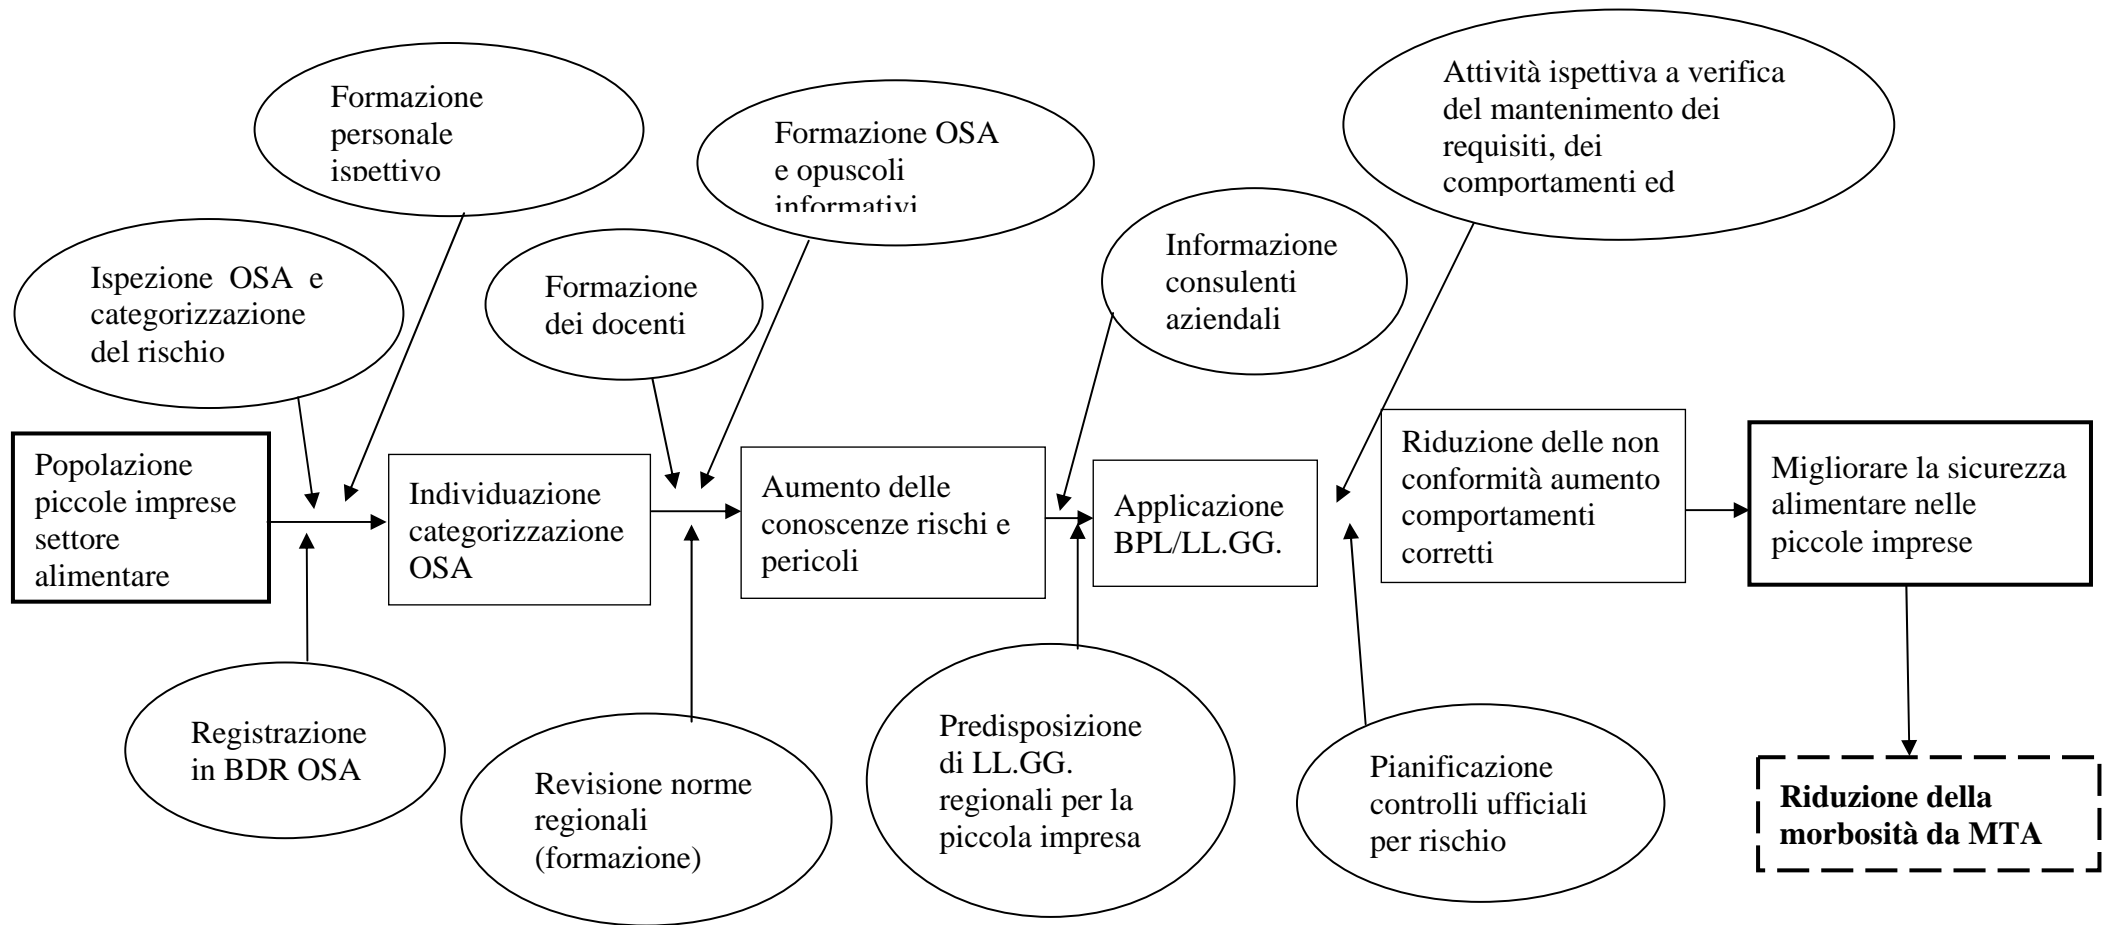 Formazione
personale
ispettivo
Formazione OSA
e opuscoli
informativi
Attività ispettiva a verifica
del mantenimento dei
requisiti, dei
comportamenti ed
Ispezione OSA e
categorizzazione
del rischio
Formazione
dei docenti
Informazione
consulenti
aziendali
Popolazione
piccole imprese
settore
alimentare
Individuazione
categorizzazione
OSA
Aumento delle
conoscenze rischi e
pericoli
Applicazione
BPL/LL.GG.
Riduzione delle non
conformità aumento
comportamenti
corretti
Migliorare la sicurezza
alimentare nelle
piccole imprese
Registrazione
in BDR OSA
Revisione norme
regionali
(formazione)
Predisposizione
di LL.GG.
regionali per la
piccola impresa
Pianificazione
controlli ufficiali
per rischio
Riduzione della
morbosità da MTA